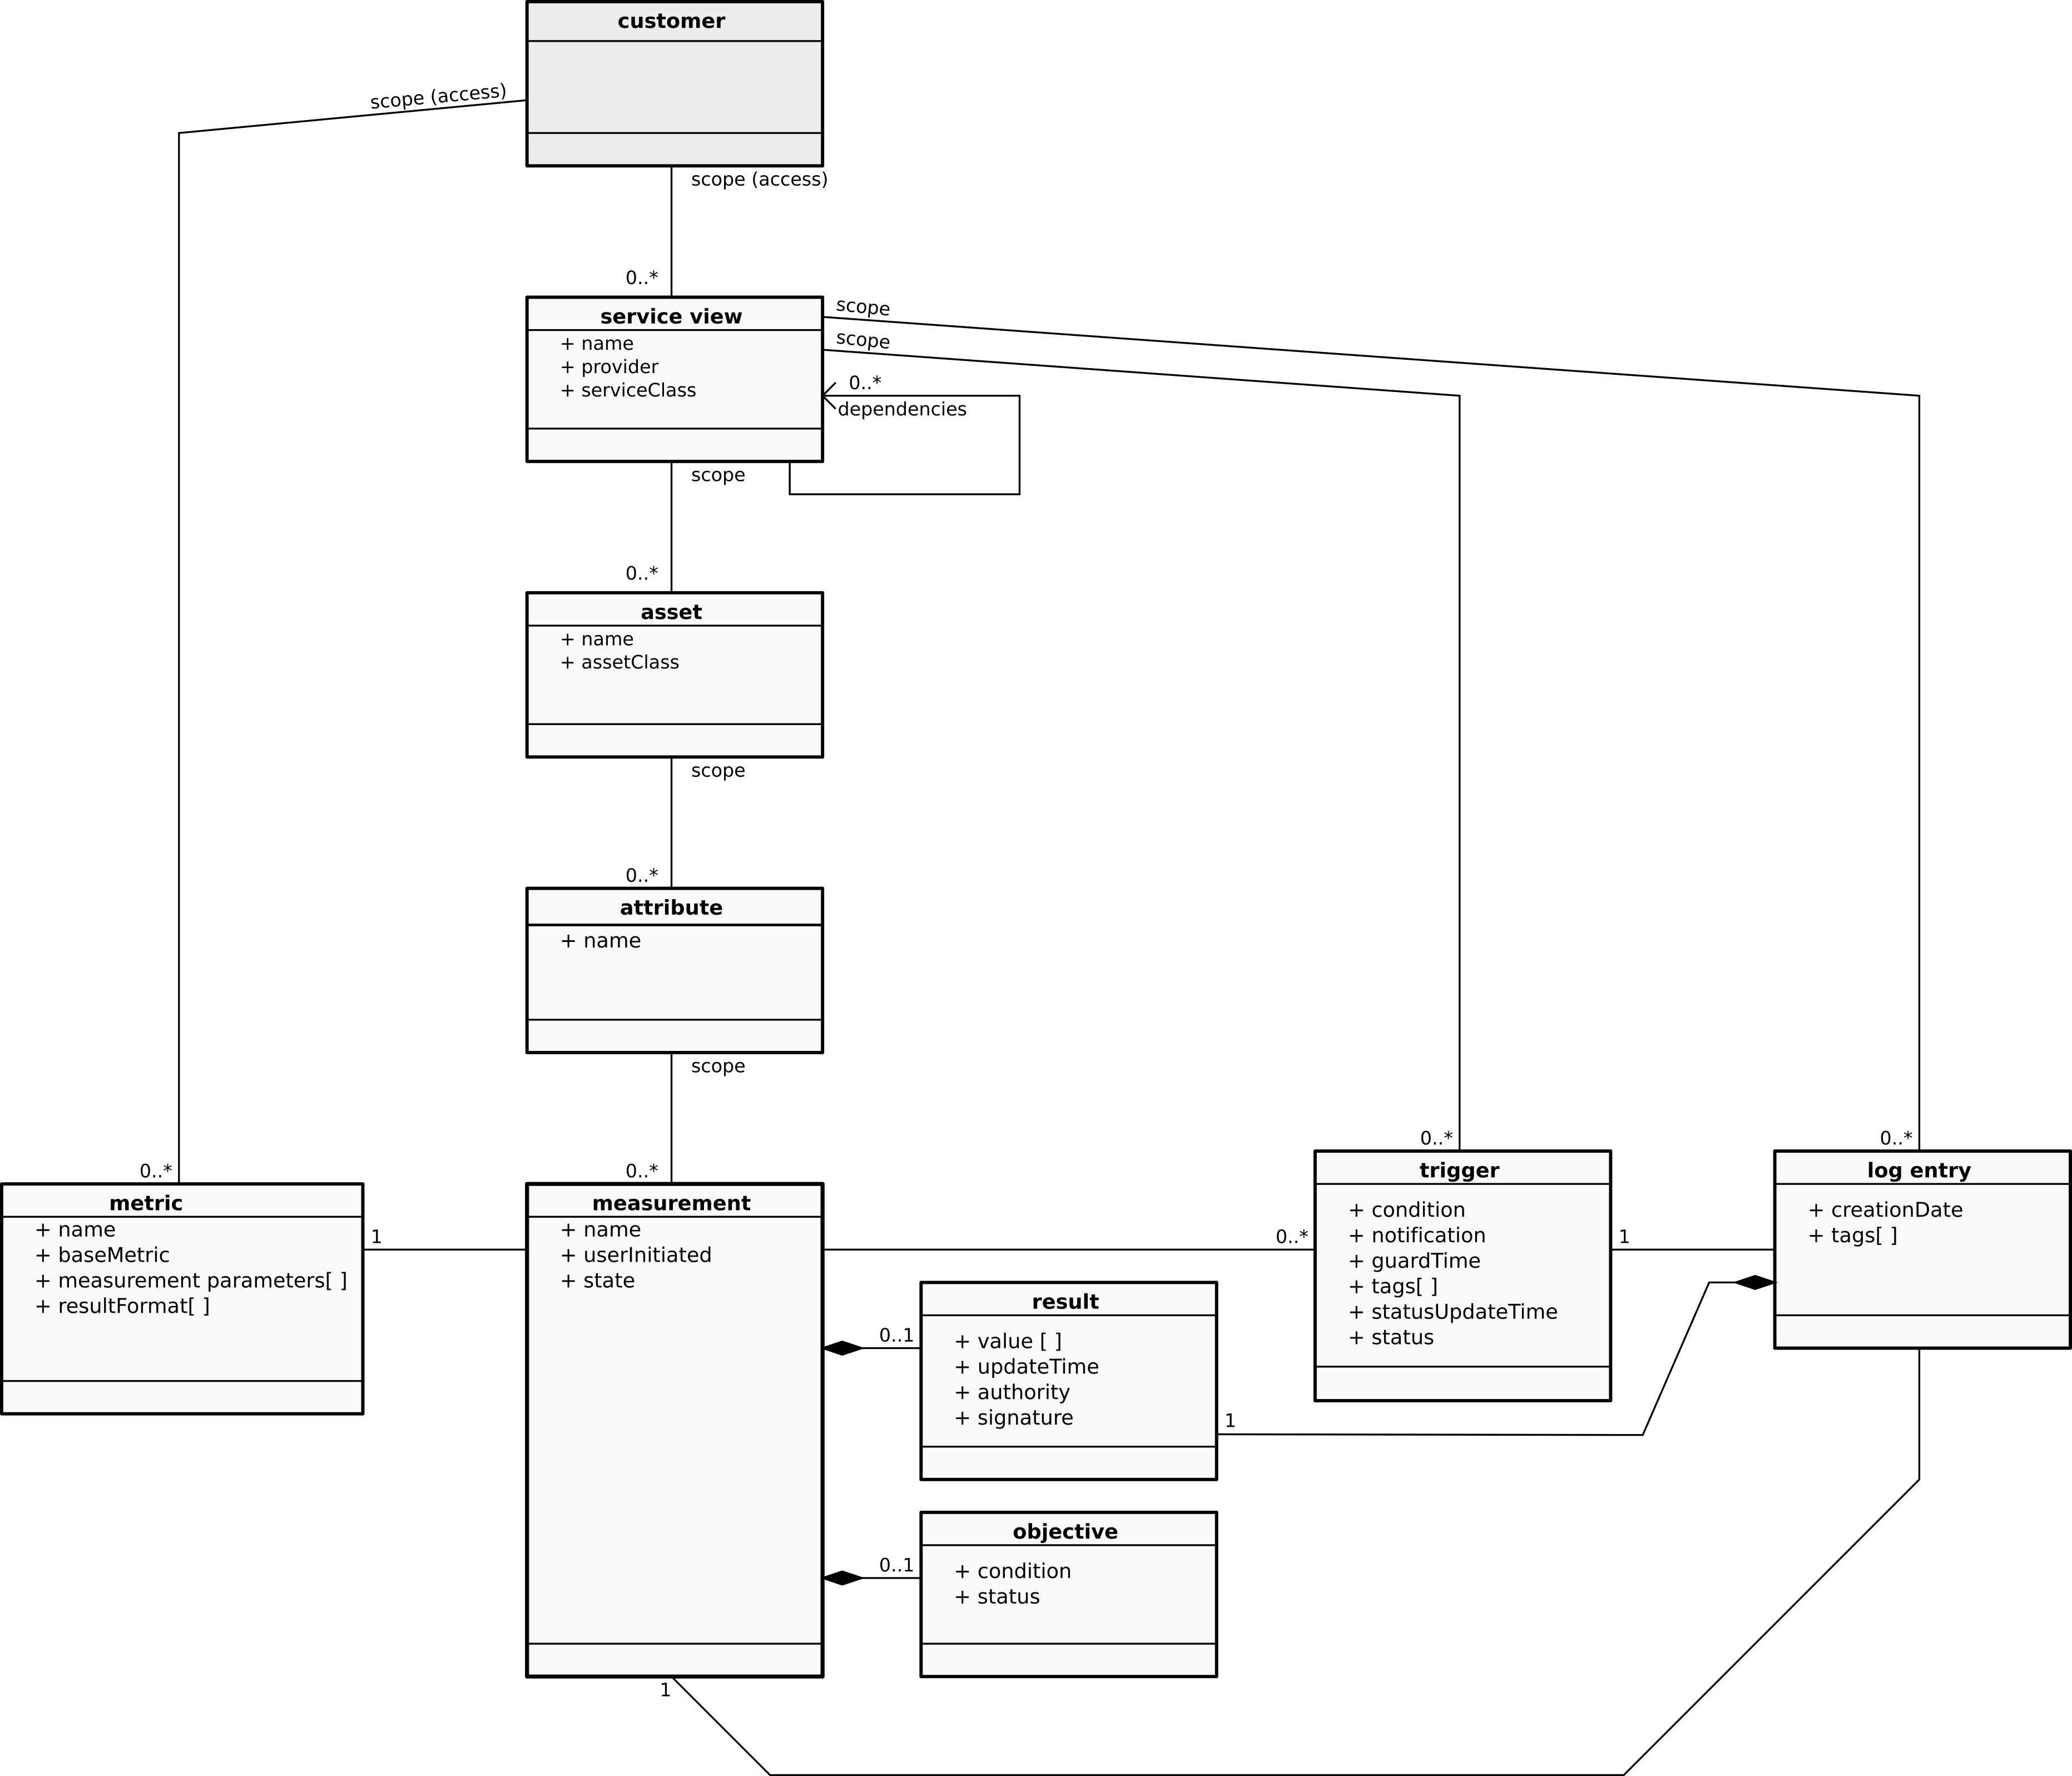 customer
scope (access)
scope (access)
0..*
service view
+ name
+ provider
+ serviceClass
scope
scope
0..*
dependencies
scope
0..*
asset
+ name
+ assetClass
scope
0..*
attribute
+ name
scope
0..*
0..*
0..*
0..*
metric
+ name
+ baseMetric
+ measurement parameters[ ]
+ resultFormat[ ]
1
measurement
+ name
+ userInitiated
+ state
0..*
trigger
+ condition
+ notification
+ guardTime
+ tags[ ]
+ statusUpdateTime
+ status
1
log entry
+ creationDate
+ tags[ ]
0..1
result
+ value [ ]
+ updateTime
+ authority
+ signature
1
0..1
objective
+ condition
+ status
1